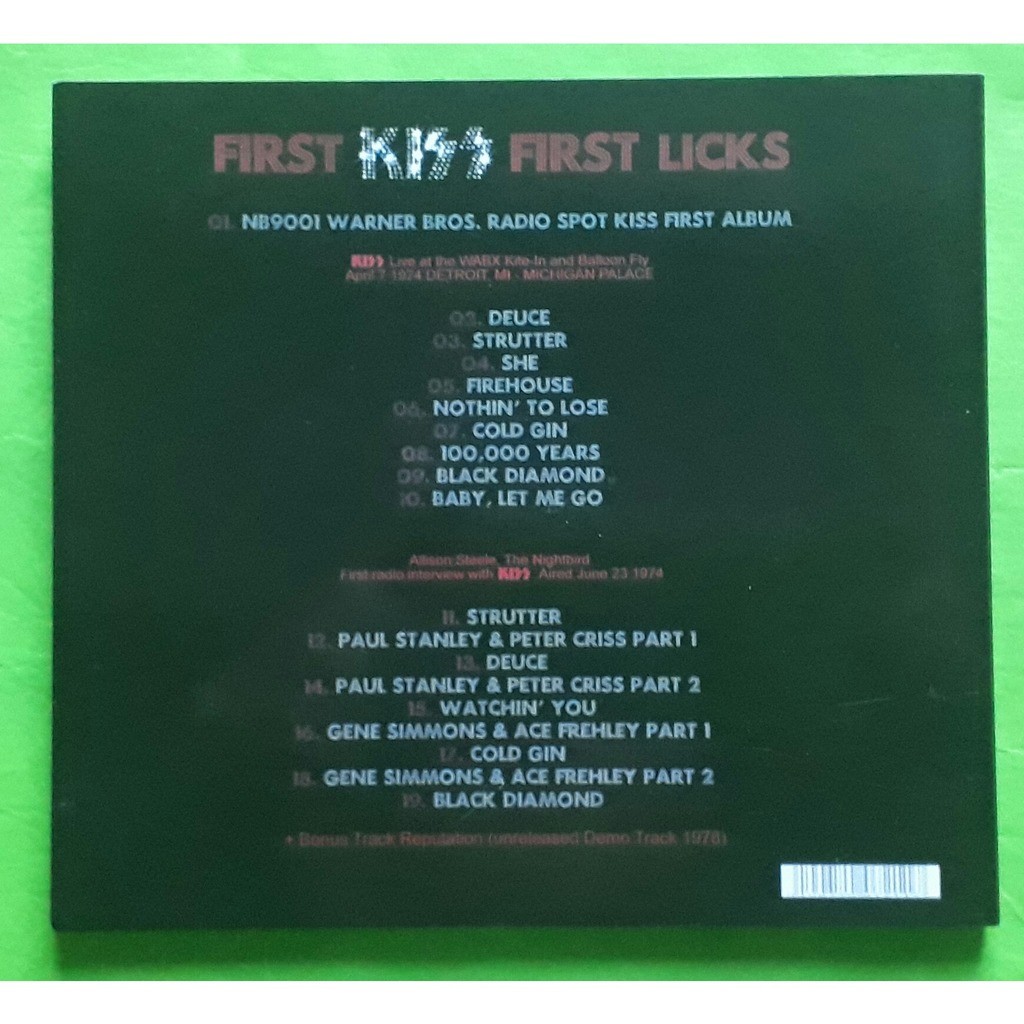 FIRST KISS FIRST LICKS
01. NB9001 WARNER BROS. RADIO SPOT KISS FIRST ALBUM
KISS Live at the WABX Kite-In and Balloon Fly
April 7 1974 DETROIT, MI - MICHIGAN PALACE
02. DEUCE
03. STRUTTER
04. SHE
05. FIREHOUSE
06. NOTHIN' TO LOSE
07. COLD GIN
08. 100,000 YEARS
09. BLACK DIAMOND
10. BABY, LET ME GO
Allison Steele, The Nightbird
First radio interview with KISS Aired June 23 1974
11. STRUTTER
12. PAUL STANLEY & PETER CRISS PART 1
13. DEUCE
14. PAUL STANLEY & PETER CRISS PART 2
15. WATCHIN' YOU
16. GENE SIMMONS & ACE FREHLEY PART 1
17. COLD GIN
18. GENE SIMMONS & ACE FREHLEY PART 2
19. BLACK DIAMOND
+ Bonus Track Reputation (unreleased Demo Track 1978)